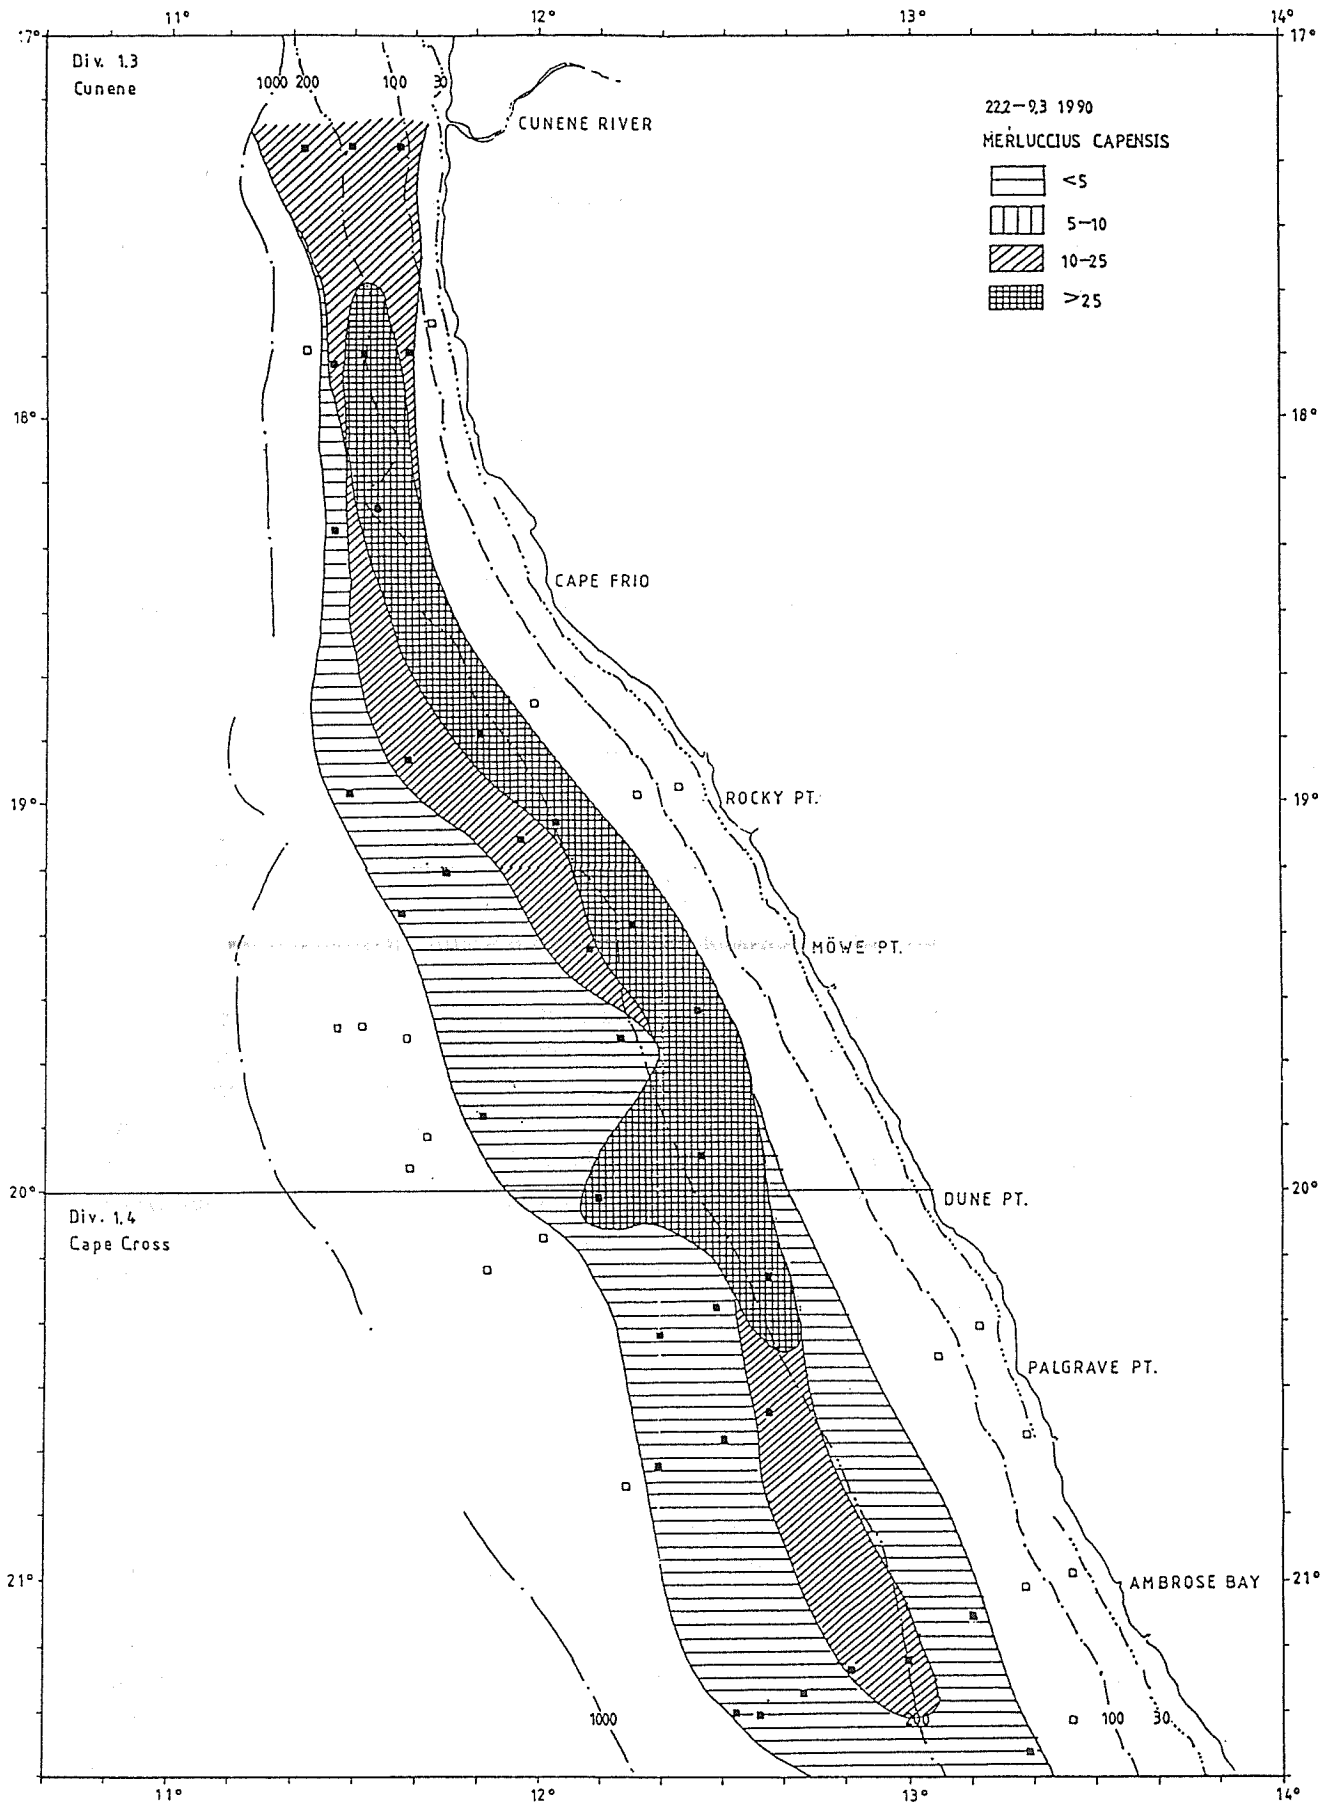 11° 12° 13° 14°
17° 17°
Div. 1.3
Cunene
1000 200 100 30
CUNENE RIVER
22.2-9.3 1990
MERLUCCIUS CAPENSIS
<5
5-10
10-25
>25
18° 18°
CAPE FRIO
19° 19°
ROCKY PT.
MÖWE PT.
20° 20°
DUNE PT.
Div. 1.4
Cape Cross
PALGRAVE PT.
21° 21°
AMBROSE BAY
1000 200 100 30
11° 12° 13° 14°